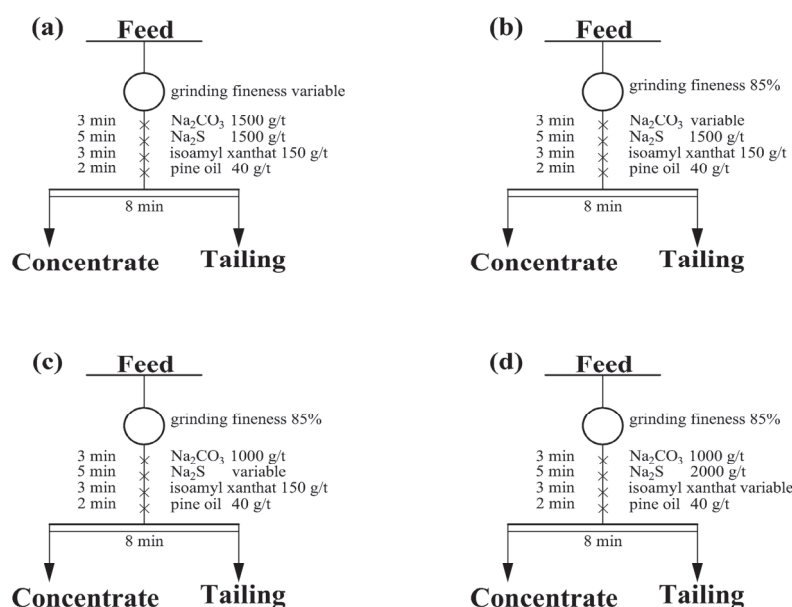 (a)
Feed
grinding fineness variable
3 min Na₂CO₃ 1500 g/t
5 min Na₂S 1500 g/t
3 min isoamyl xanthat 150 g/t
2 min pine oil 40 g/t
8 min
Concentrate Tailing
(b)
Feed
grinding fineness 85%
3 min Na₂CO₃ variable
5 min Na₂S 1500 g/t
3 min isoamyl xanthat 150 g/t
2 min pine oil 40 g/t
8 min
Concentrate Tailing
(c)
Feed
grinding fineness 85%
3 min Na₂CO₃ 1000 g/t
5 min Na₂S variable
3 min isoamyl xanthat 150 g/t
2 min pine oil 40 g/t
8 min
Concentrate Tailing
(d)
Feed
grinding fineness 85%
3 min Na₂CO₃ 1000 g/t
5 min Na₂S 2000 g/t
3 min isoamyl xanthat variable
2 min pine oil 40 g/t
8 min
Concentrate Tailing